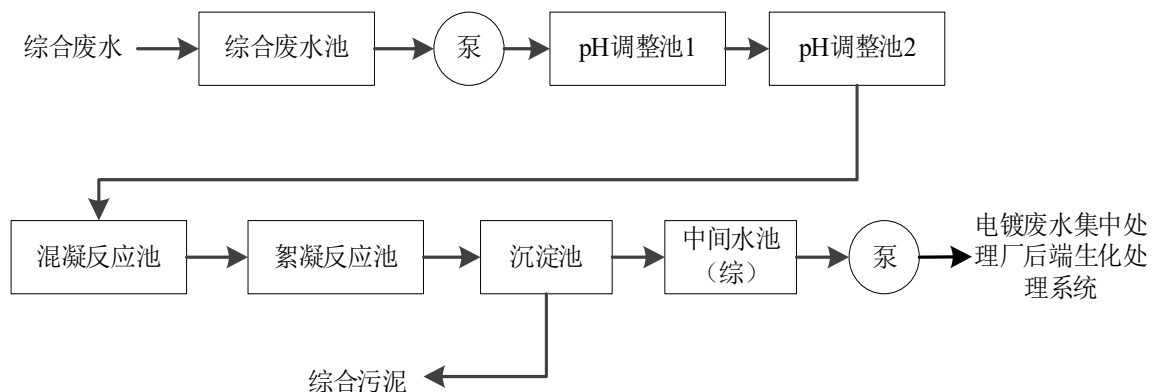 综合废水
综合废水池
泵
pH调整池1
pH调整池2
混凝反应池
絮凝反应池
沉淀池
中间水池
（综）
泵
电镀废水集中处
理厂后端生化处
理系统
综合污泥